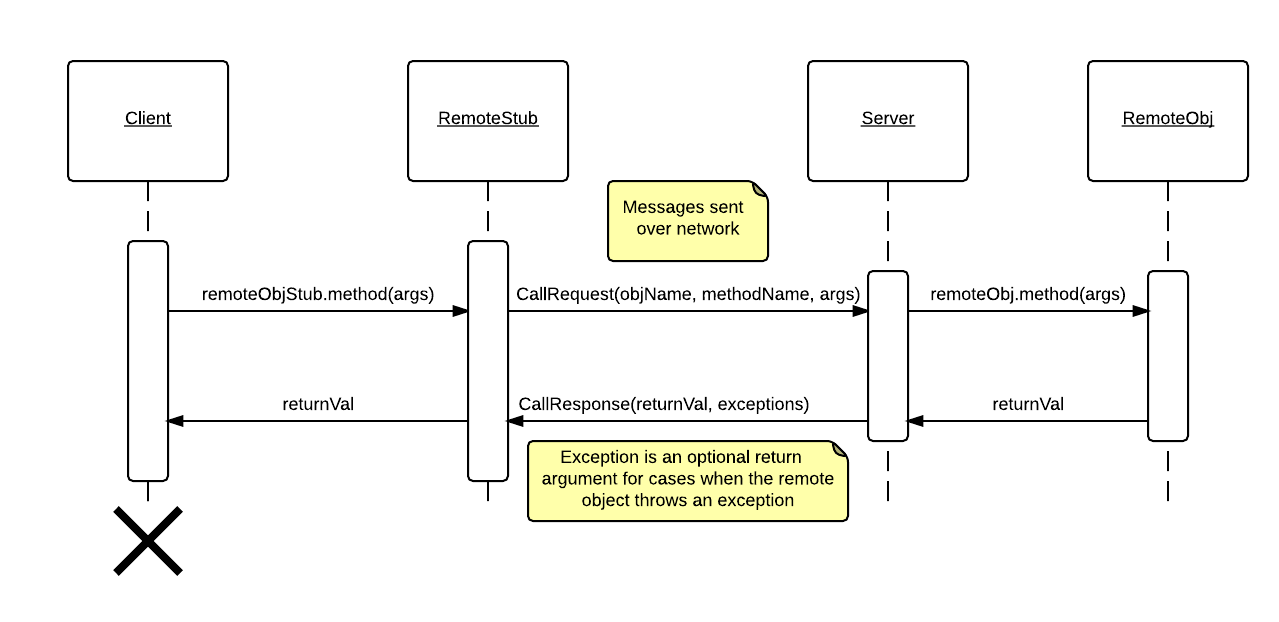 Client
RemoteStub
Server
RemoteObj
Messages sent
over network
remoteObjStub.method(args)
CallRequest(objName, methodName, args)
remoteObj.method(args)
returnVal
CallResponse(returnVal, exceptions)
returnVal
Exception is an optional return
argument for cases when the remote
object throws an exception